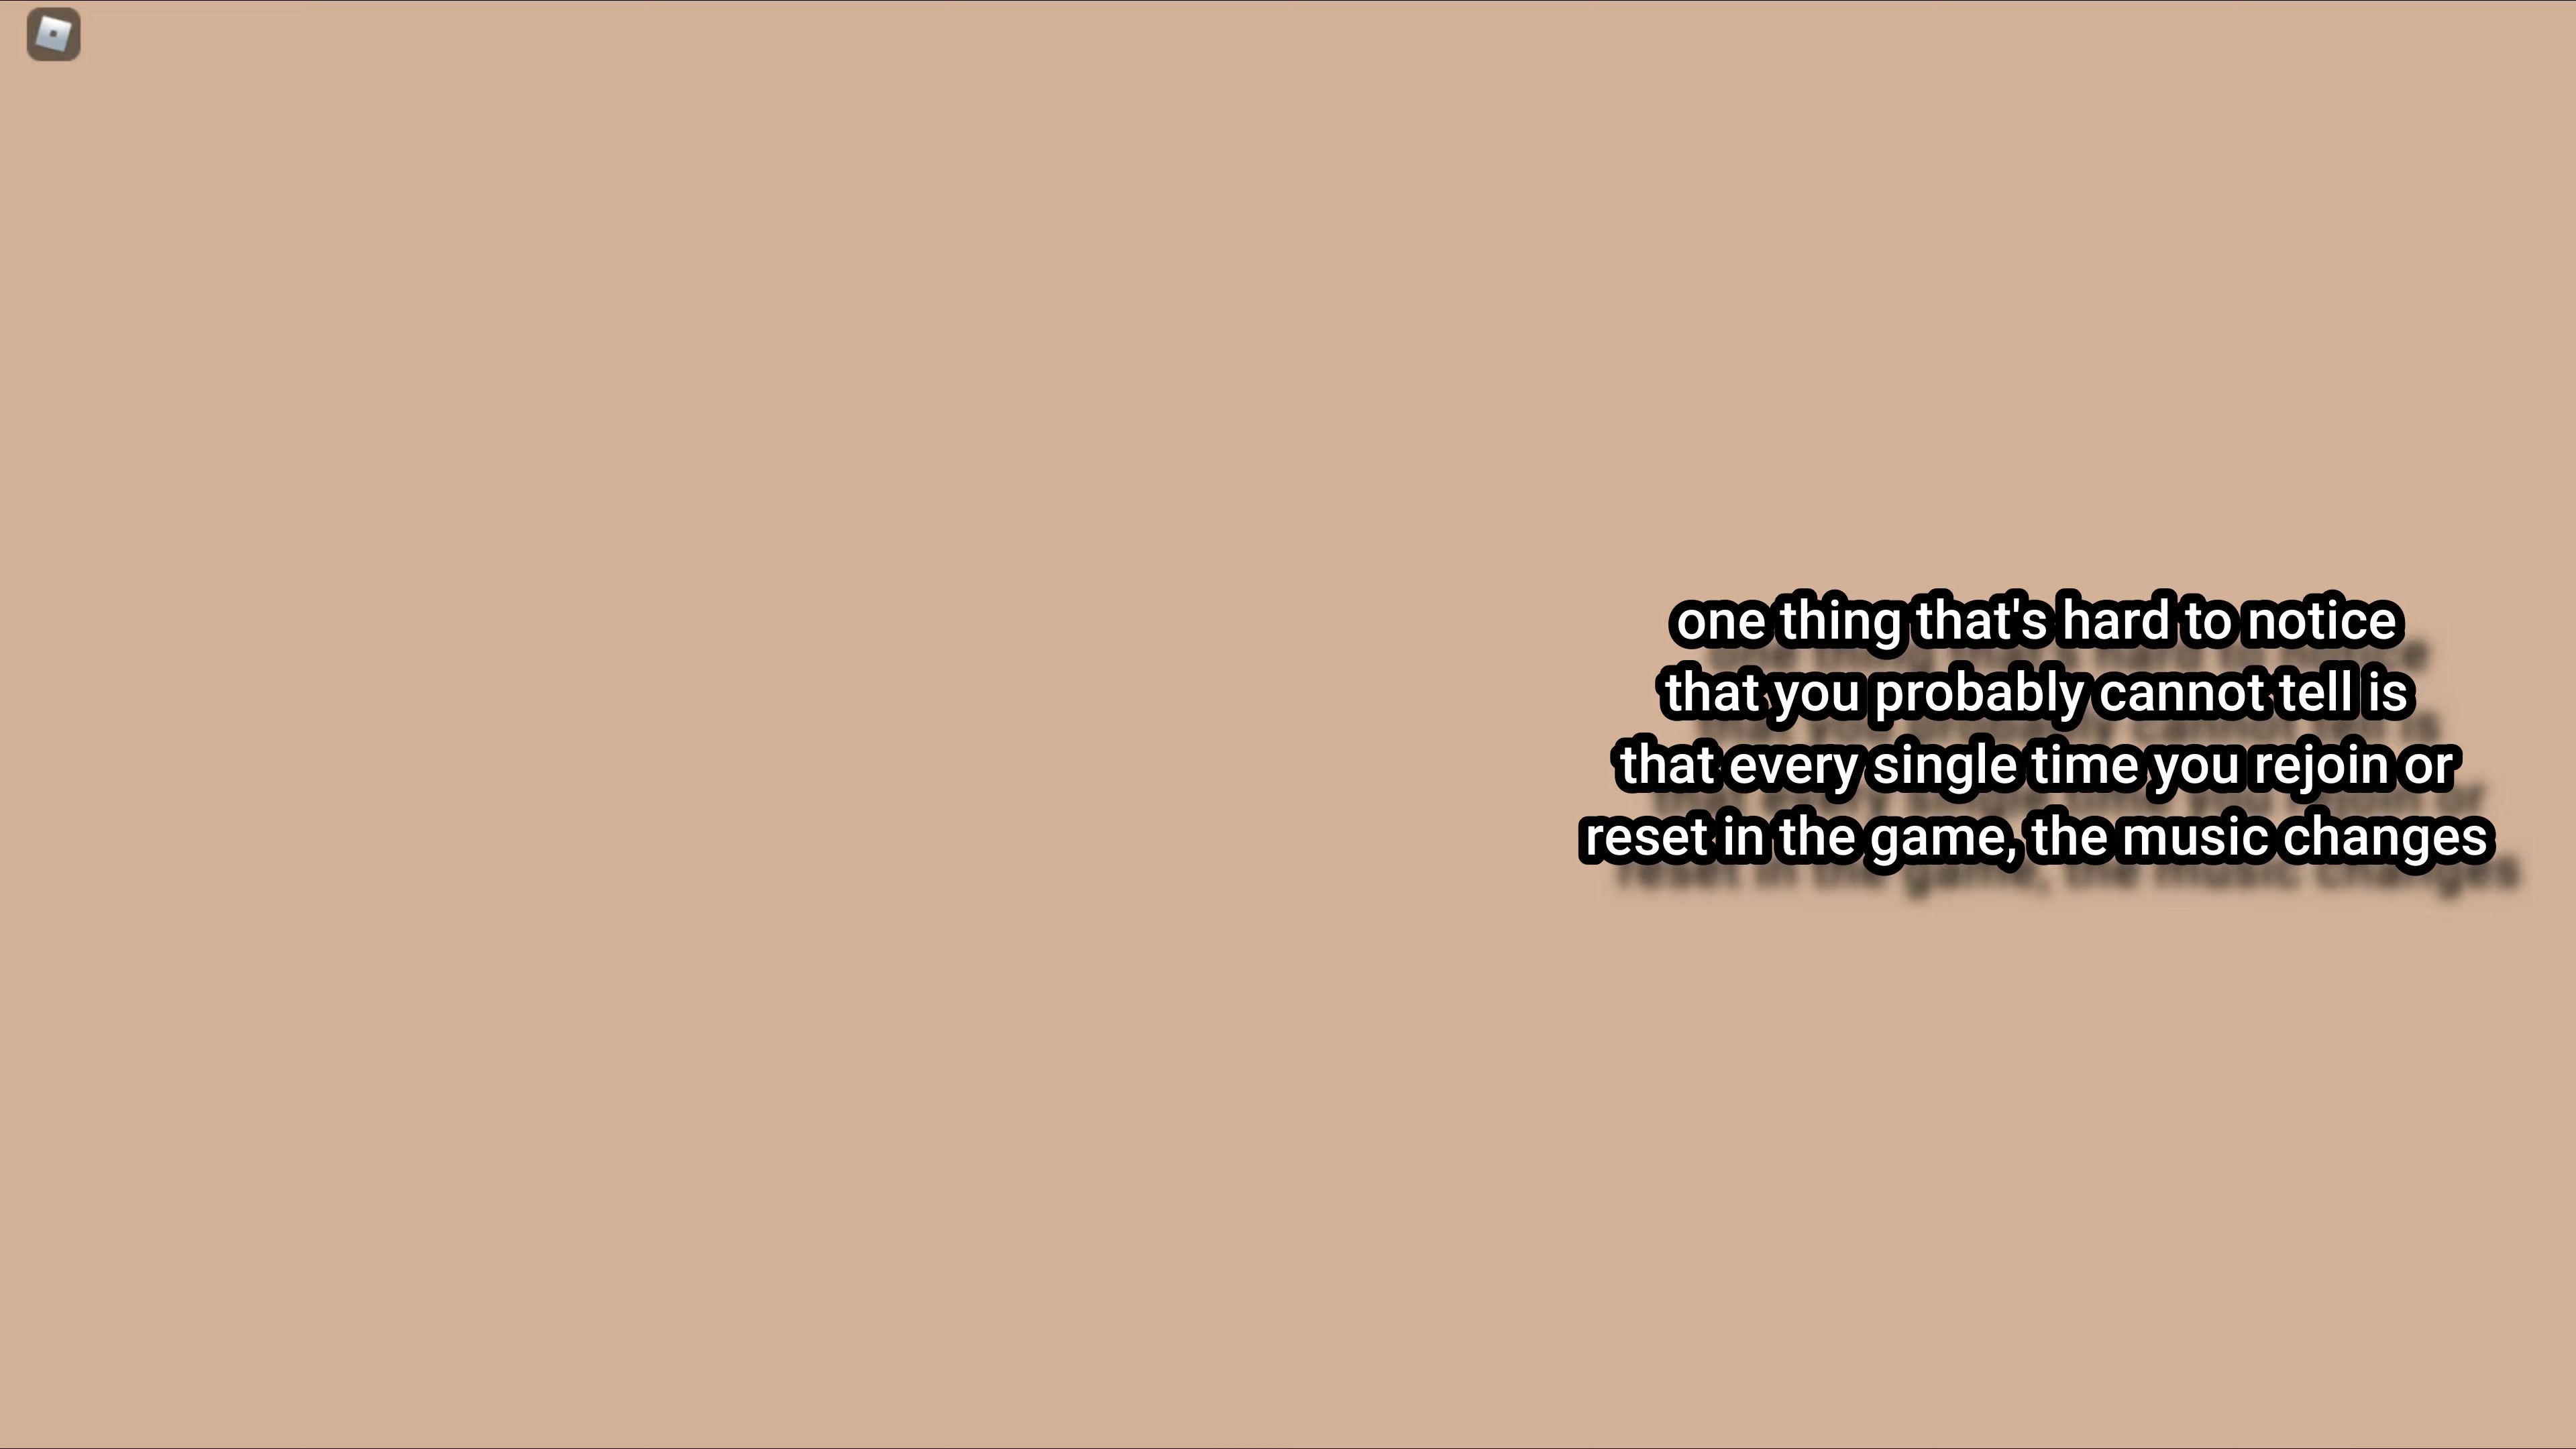 one thing that's hard to notice
that you probably cannot tell is
that every single time you rejoin or
reset in the game, the music changes